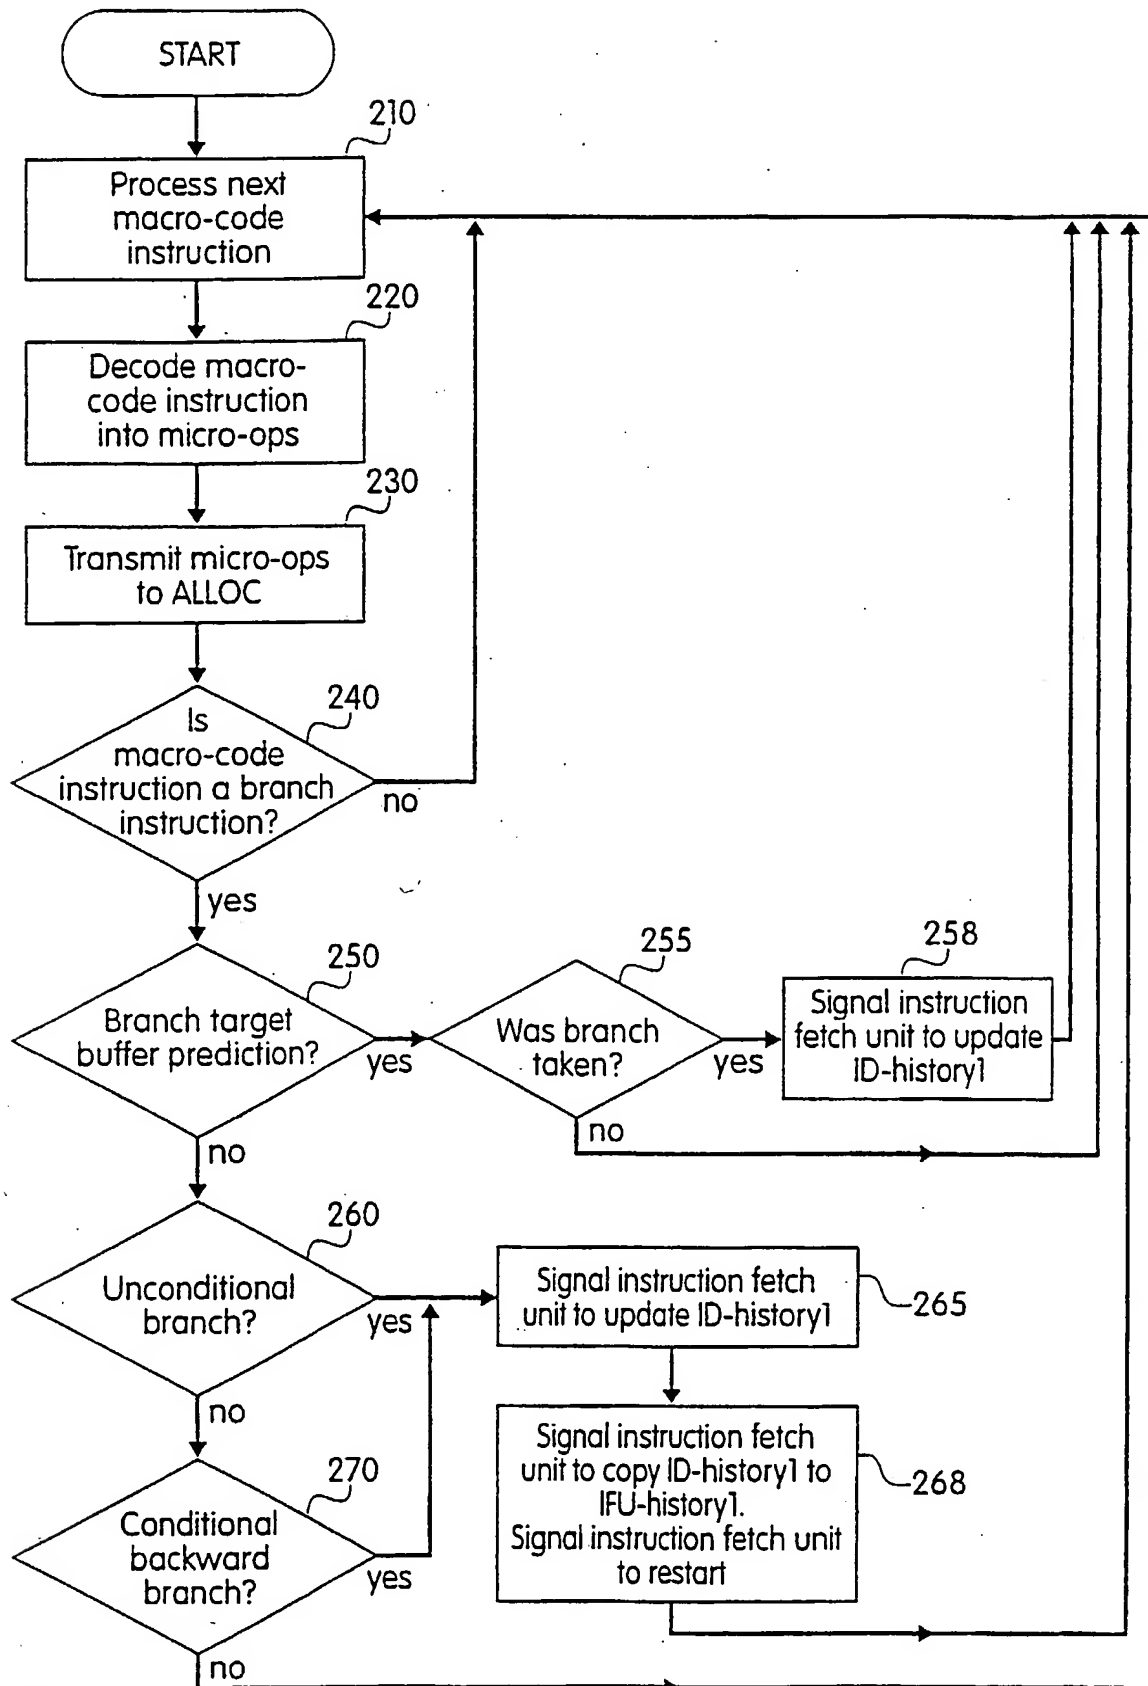 START
210
Process next
macro-code
instruction
220
Decode macro-
code instruction
into micro-ops
230
Transmit micro-ops
to ALLOC
240
Is
macro-code
instruction a branch
instruction?
no
yes
250
Branch target
buffer prediction?
yes
255
Was branch
taken?
yes
258
Signal instruction
fetch unit to update
ID-history1
no
no
260
Unconditional
branch?
yes
Signal instruction fetch
unit to update ID-history1
265
no
270
Conditional
backward
branch?
yes
Signal instruction fetch
unit to copy ID-history1 to
IFU-history1.
Signal instruction fetch unit
to restart
268
no